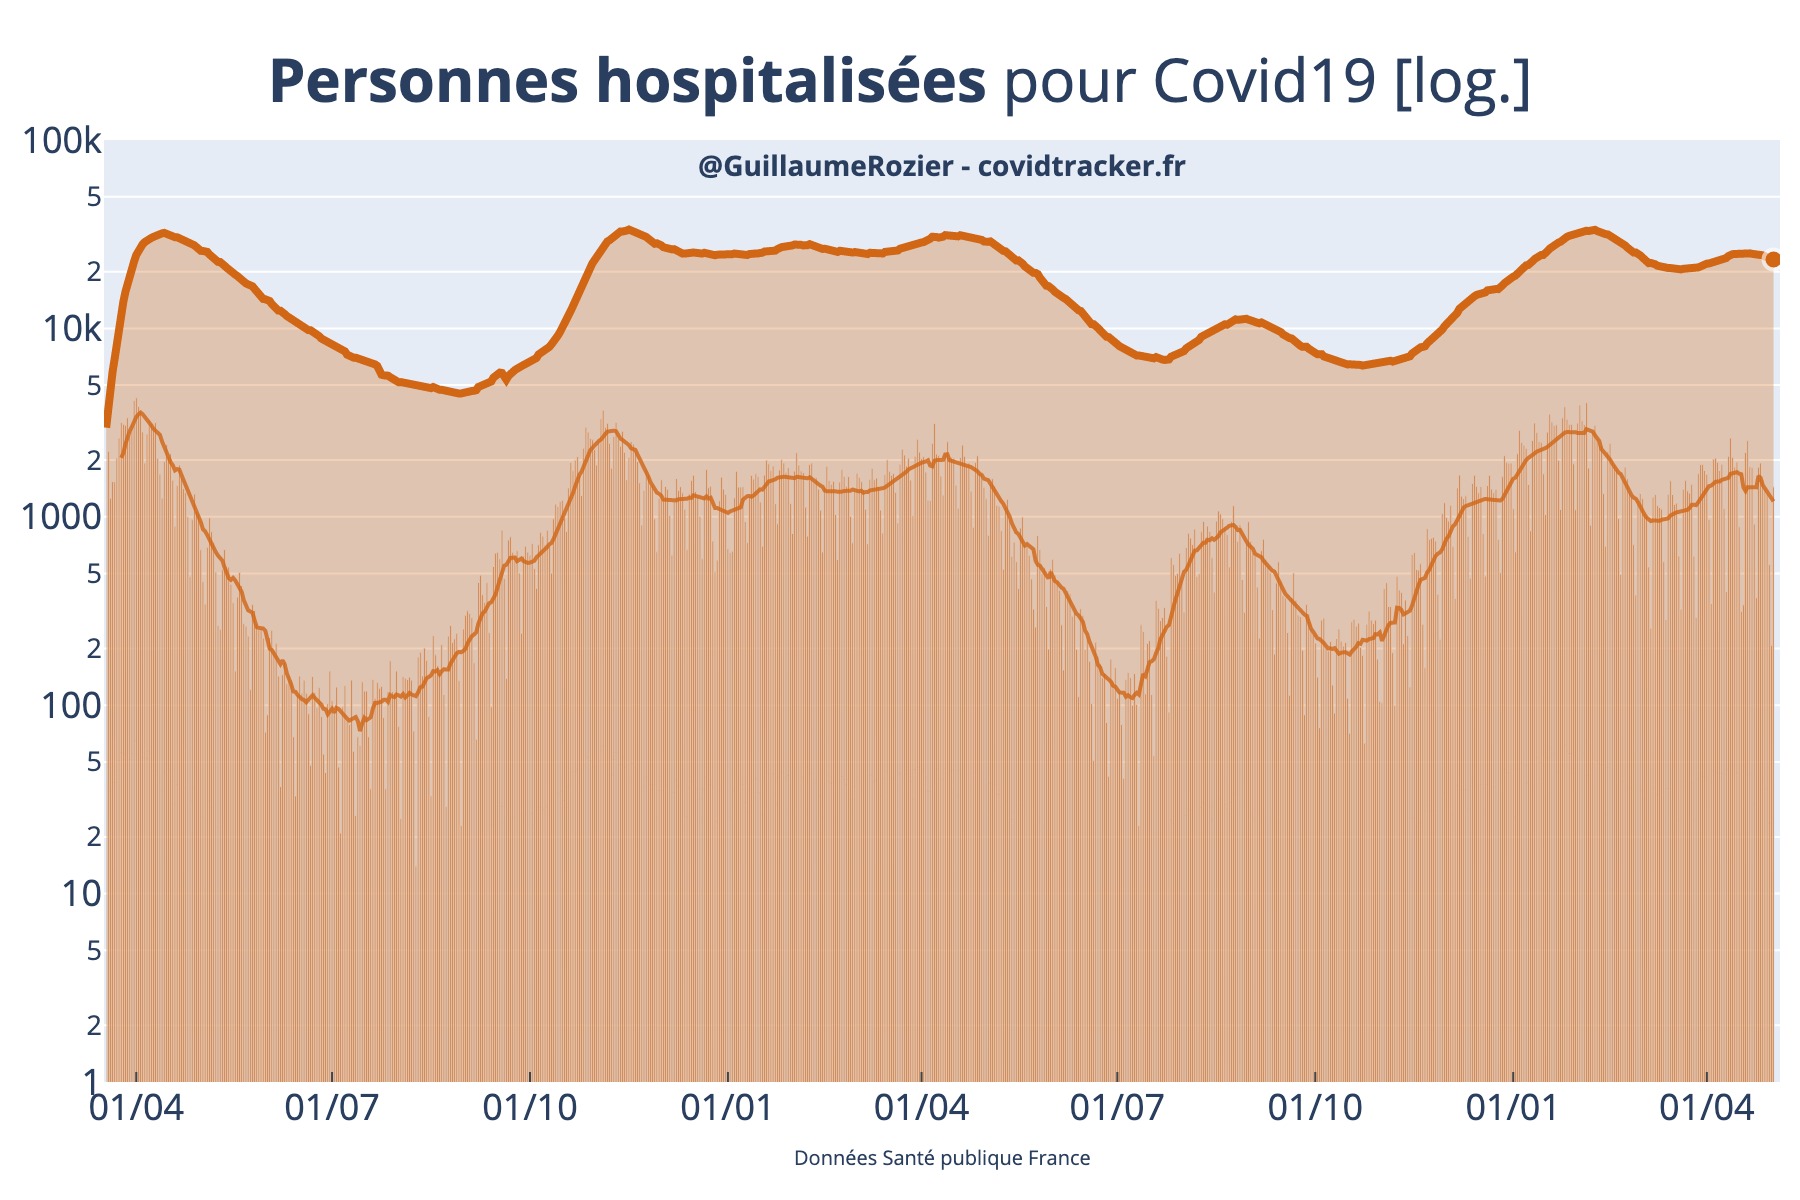 Personnes hospitalisées pour Covid19 [log.]
@GuillaumeRozier - covidtracker.fr
100k
5
2
10k
5
2
1000
5
2
100
5
2
10
5
2
1
01/04 01/07 01/10 01/01 01/04 01/07 01/10 01/01 01/04
Données Santé publique France